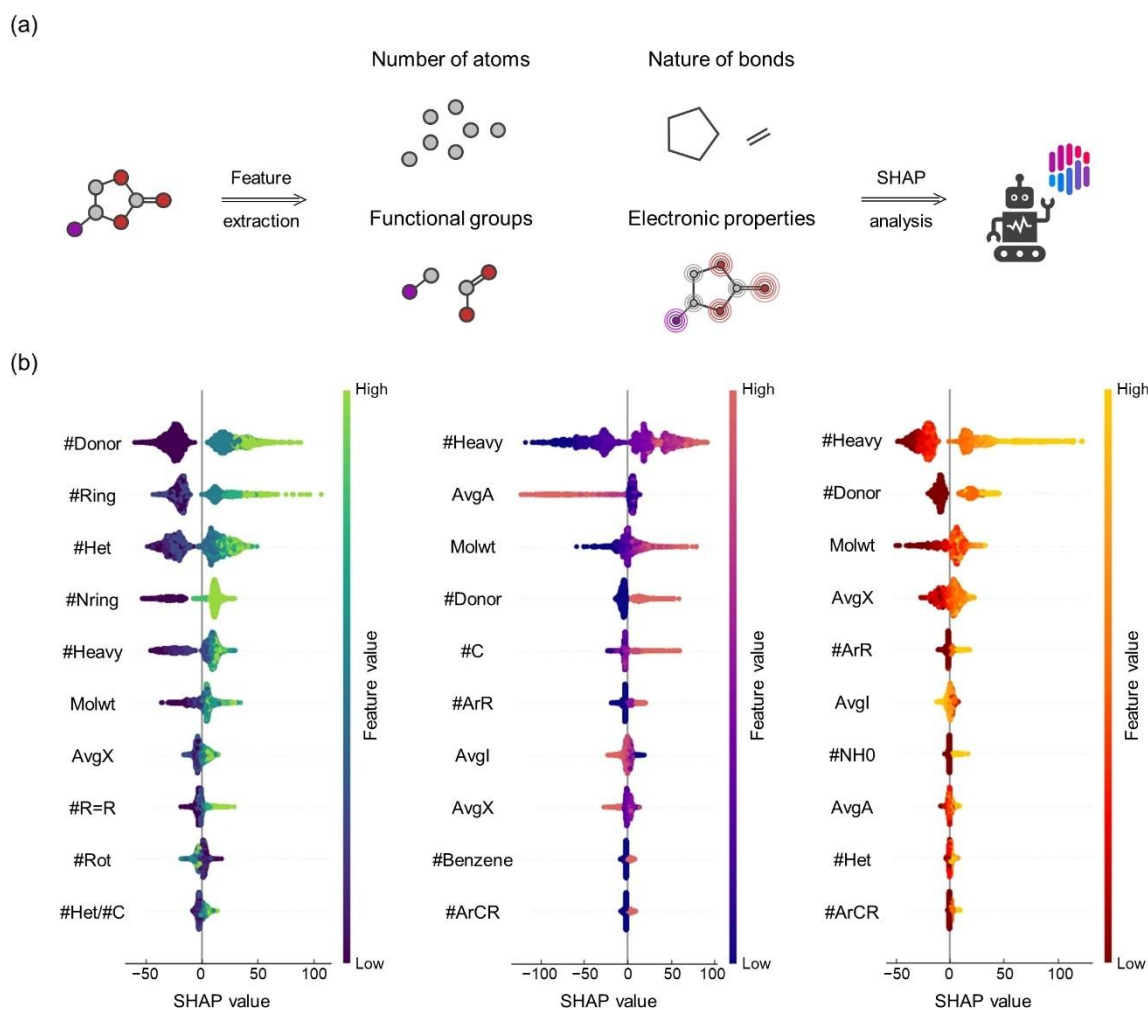 (a)
Number of atoms
Nature of bonds
Feature
extraction
SHAP
analysis
Functional groups
Electronic properties
(b)
#Donor
#Ring
#Het
#Nring
#Heavy
Molwt
AvgX
#R=R
#Rot
#Het/#C
−50
0
50
100
SHAP value
High
Feature value
Low
#Heavy
AvgA
Molwt
#Donor
#C
#ArR
AvgI
AvgX
#Benzene
#ArCR
−100
−50
0
50
100
SHAP value
High
Feature value
Low
#Heavy
#Donor
Molwt
AvgX
#ArR
AvgI
#NH0
AvgA
#Het
#ArCR
−50
0
50
100
SHAP value
High
Feature value
Low